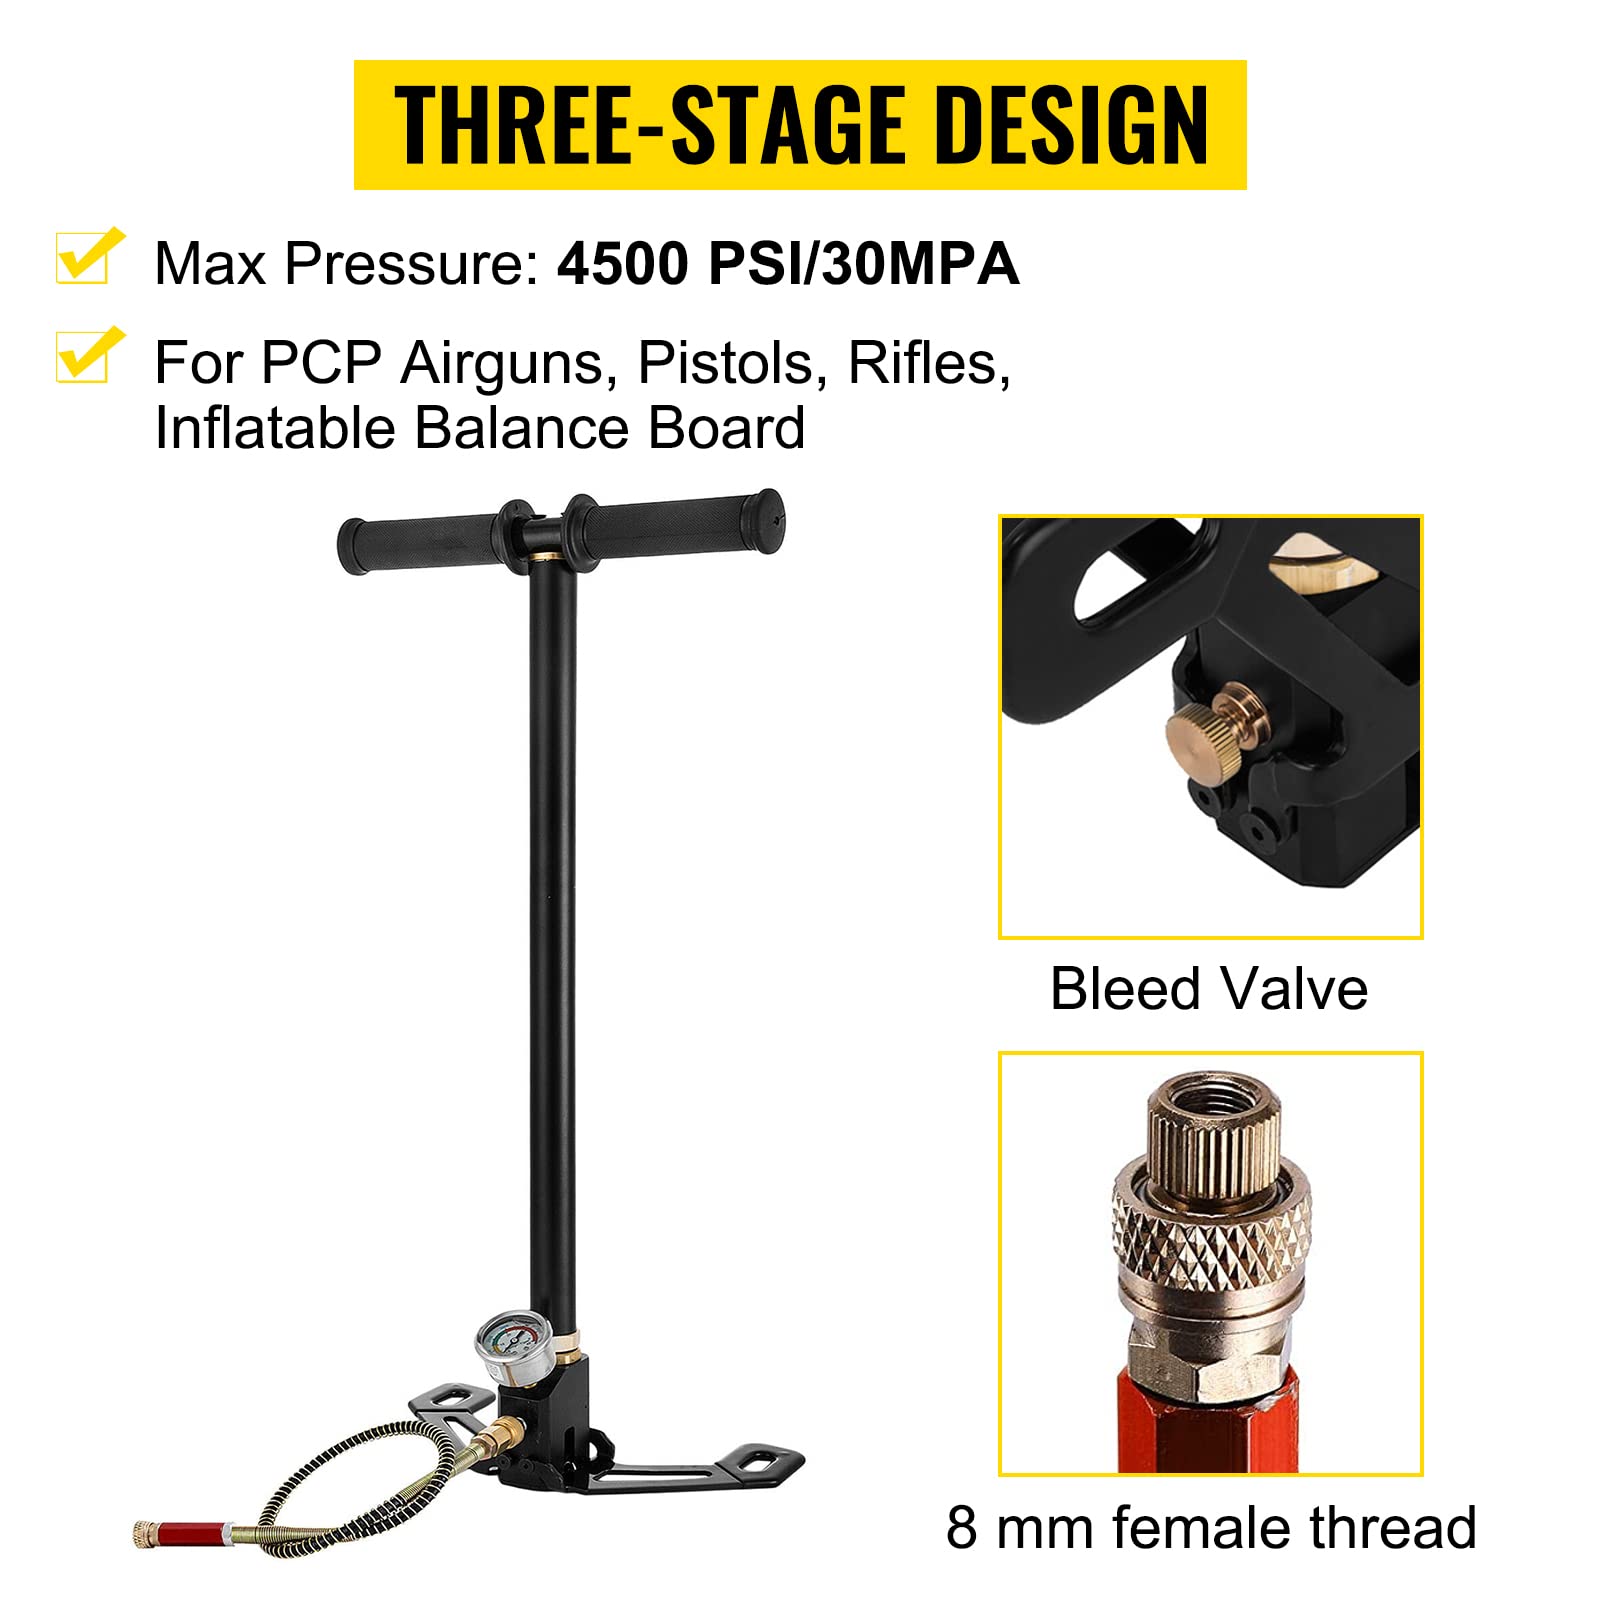 THREE-STAGE DESIGN
Max Pressure: 4500 PSI/30MPA
For PCP Airguns, Pistols, Rifles,
Inflatable Balance Board
Bleed Valve
8 mm female thread